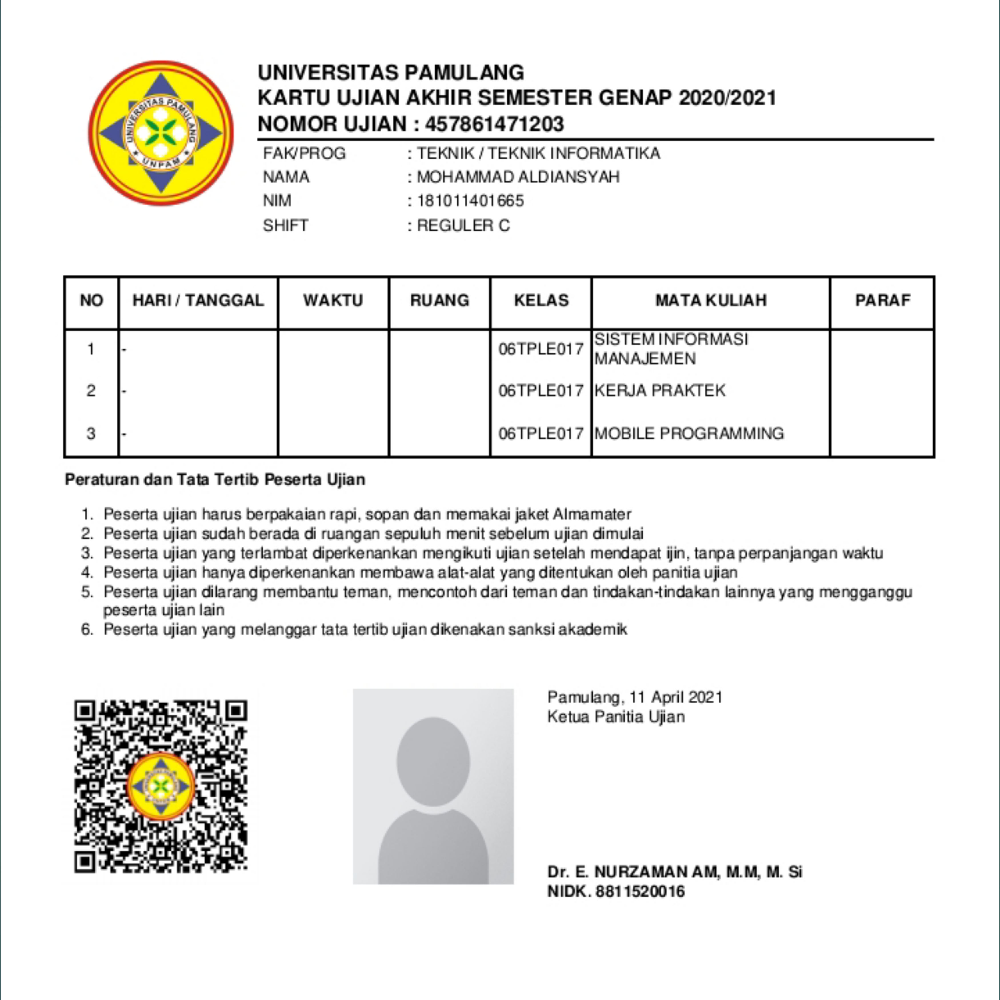 UNIVERSITAS PAMULANG
UNPAM
UNIVERSITAS PAMULANG
KARTU UJIAN AKHIR SEMESTER GENAP 2020/2021
NOMOR UJIAN : 457861471203
FAK/PROG : TEKNIK / TEKNIK INFORMATIKA
NAMA : MOHAMMAD ALDIANSYAH
NIM : 181011401665
SHIFT : REGULER C
NO HARI / TANGGAL WAKTU RUANG KELAS MATA KULIAH PARAF
1 - 06TPLE017 SISTEM INFORMASI
MANAJEMEN
2 - 06TPLE017 KERJA PRAKTEK
3 - 06TPLE017 MOBILE PROGRAMMING
Peraturan dan Tata Tertib Peserta Ujian
1. Peserta ujian harus berpakaian rapi, sopan dan memakai jaket Almamater
2. Peserta ujian sudah berada di ruangan sepuluh menit sebelum ujian dimulai
3. Peserta ujian yang terlambat diperkenankan mengikuti ujian setelah mendapat ijin, tanpa perpanjangan waktu
4. Peserta ujian hanya diperkenankan membawa alat-alat yang ditentukan oleh panitia ujian
5. Peserta ujian dilarang membantu teman, mencontoh dari teman dan tindakan-tindakan lainnya yang mengganggu
peserta ujian lain
6. Peserta ujian yang melanggar tata tertib ujian dikenakan sanksi akademik
Pamulang, 11 April 2021
Ketua Panitia Ujian
Dr. E. NURZAMAN AM, M.M, M. Si
NIDK. 8811520016